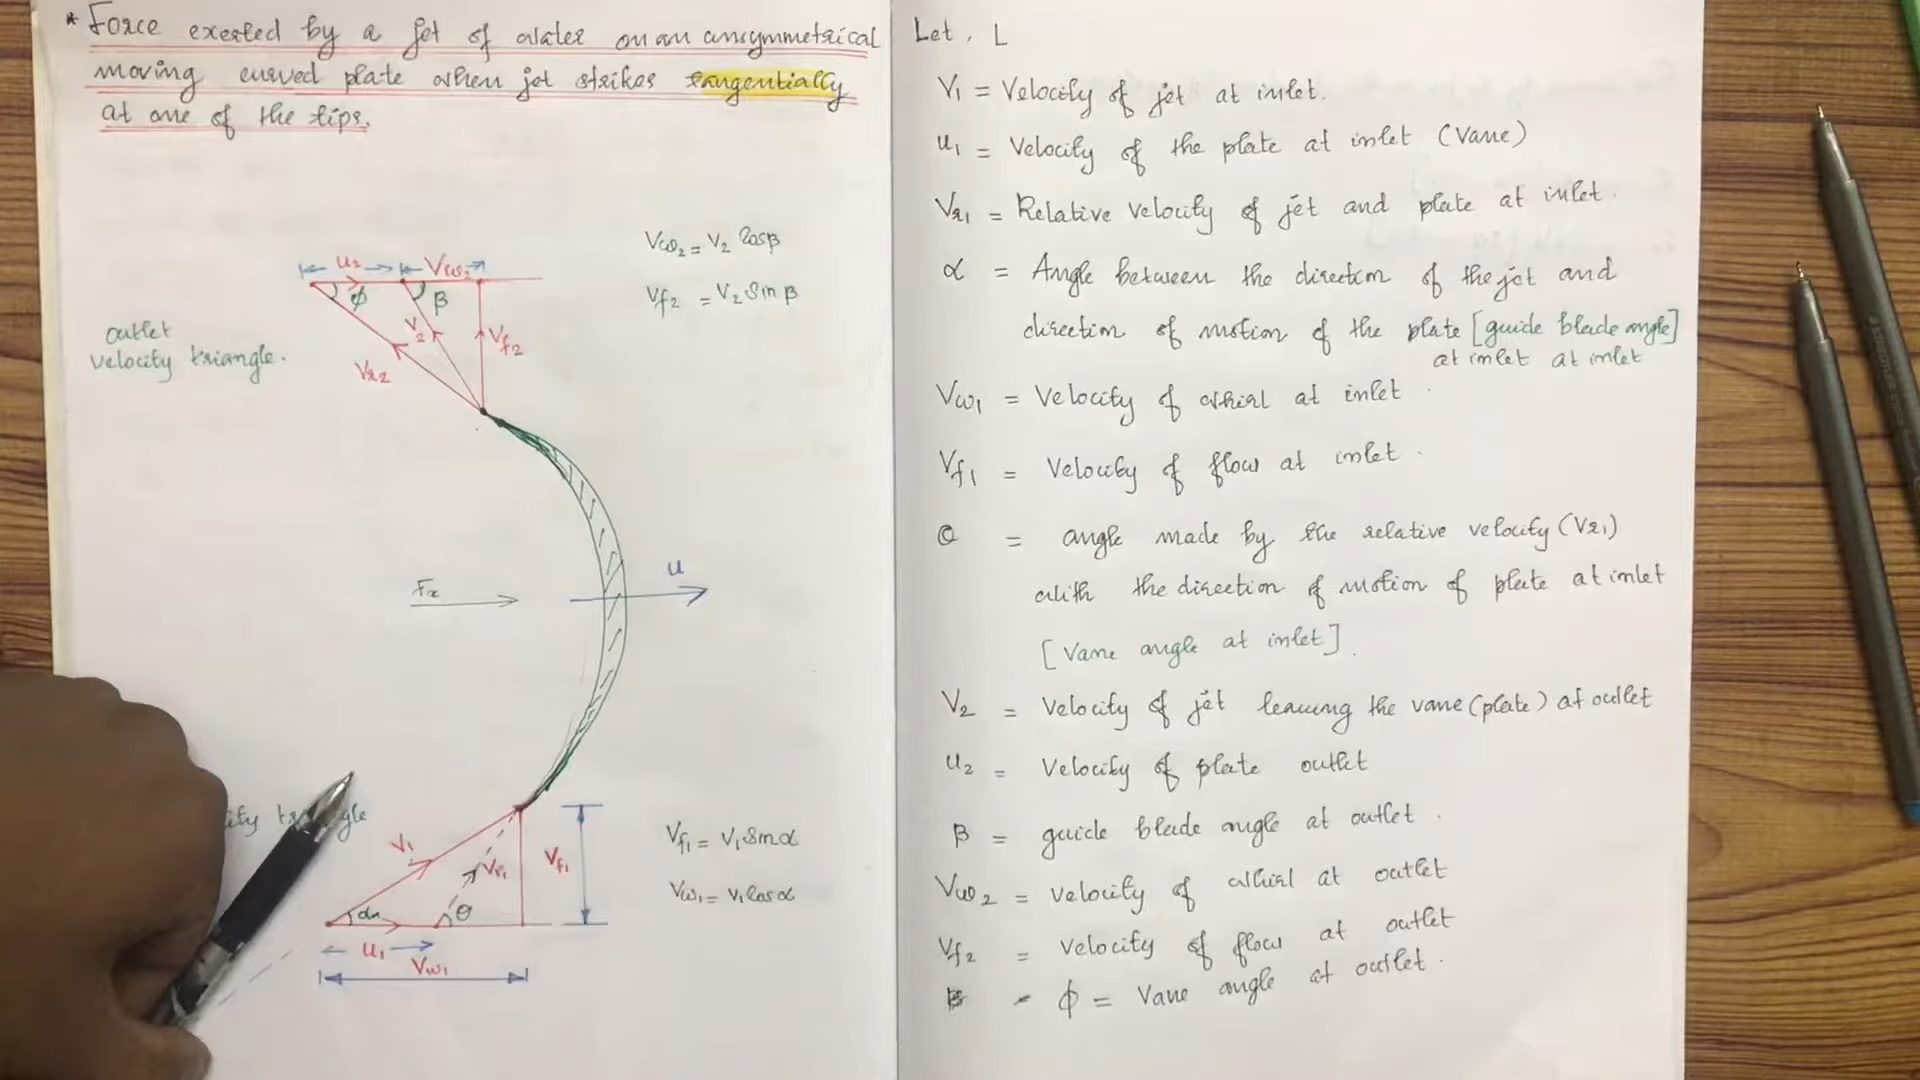 * Force exerted by a jet of water on an unsymmetrical
moving curved plate when jet strikes tangentially
at one of the tips.
u2 Vw2
ϕ β
V2
Vf2
Vr2
outlet
velocity triangle.
Vw2 = V2 Cosβ
Vf2 = V2 Sin β
Fx
u
triangle
V1
Vr1
Vf1
α
θ
u1
Vw1
Vf1 = V1 Sinα
Vw1 = V1 Cosα
Let, L
V1 = Velocity of jet at inlet.
u1 = Velocity of the plate at inlet (Vane)
Vr1 = Relative Velocity of jet and plate at inlet.
α = Angle between the direction of the jet and
direction of motion of the plate [guide blade angle]
at inlet at inlet
Vw1 = Velocity of whirl at inlet
Vf1 = Velocity of flow at inlet.
θ = angle made by the relative velocity (Vr1)
with the direction of motion of plate at inlet
[Vane angle at inlet].
V2 = Velocity of jet leaving the vane (plate) at outlet
u2 = Velocity of plate outlet
β = guide blade angle at outlet.
Vw2 = velocity of whirl at outlet
Vf2 = velocity of flow at outlet
- ϕ = Vane angle at outlet.